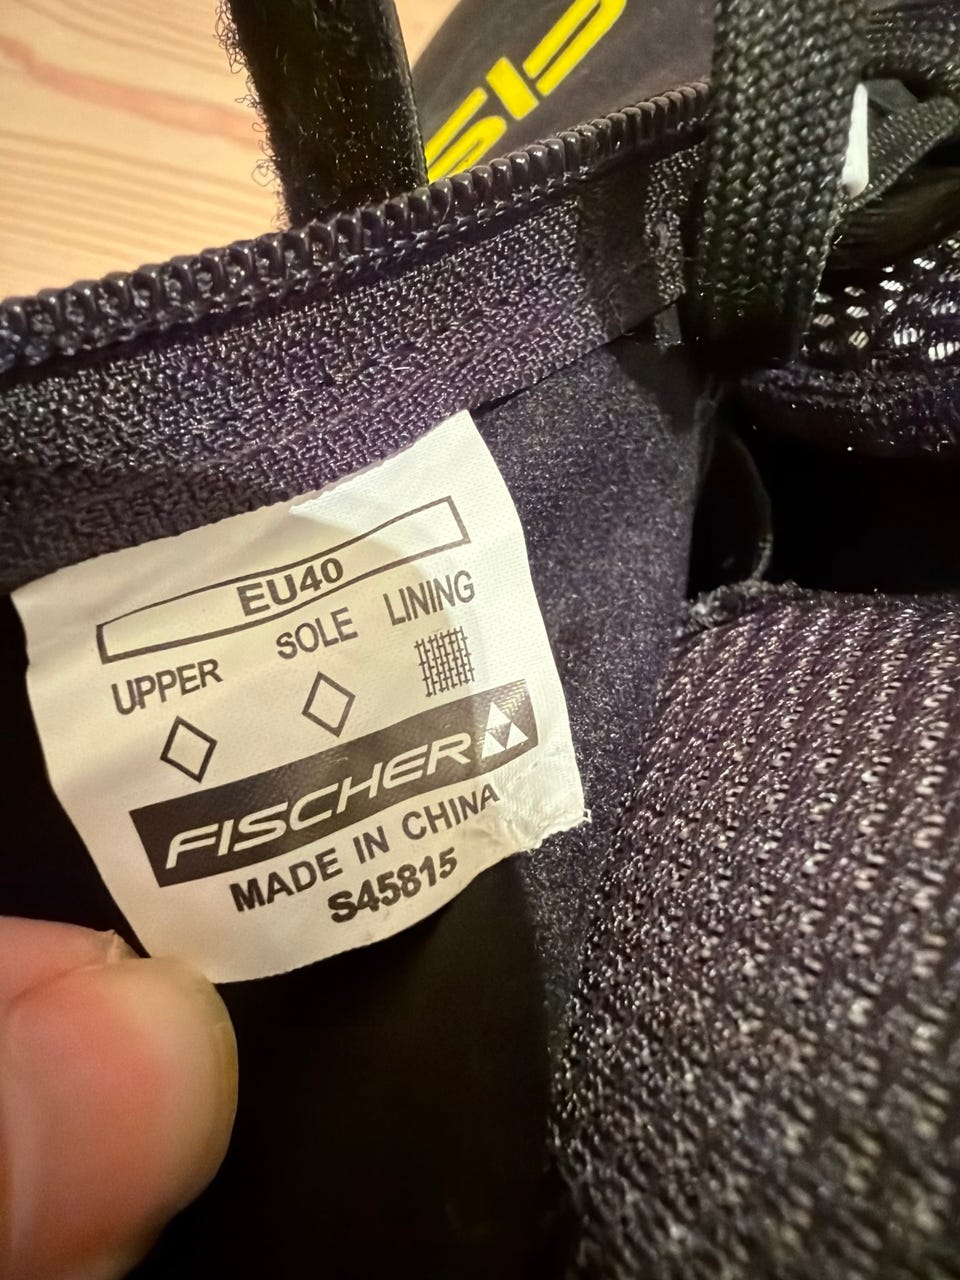 EU40
UPPER SOLE LINING
FISCHER
MADE IN CHINA
S45815